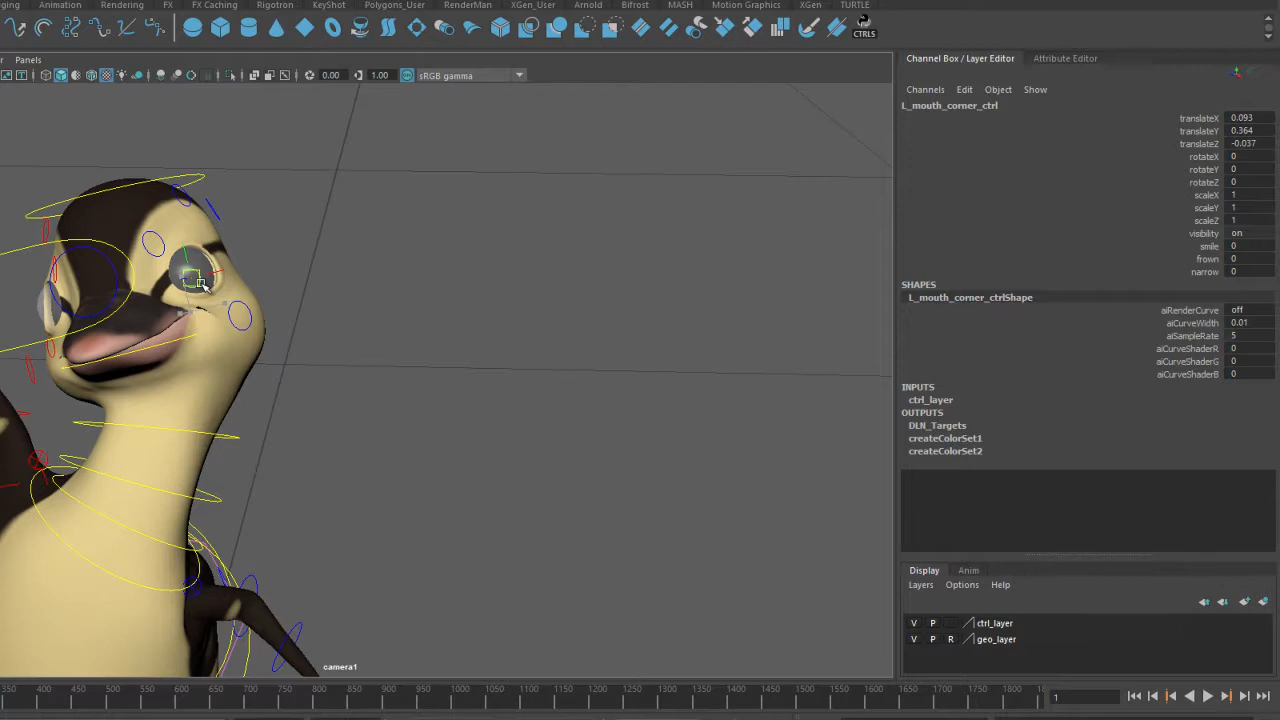 ging Animation Rendering FX FX Caching Rigotron KeyShot Polygons_User RenderMan XGen_User Arnold Bifrost MASH Motion Graphics XGen TURTLE
CTRLS
Panels
0.00 1.00 sRGB gamma
Channel Box / Layer Editor Attribute Editor
Channels Edit Object Show
L_mouth_corner_ctrl
translateX 0.093
translateY 0.364
translateZ -0.037
rotateX 0
rotateY 0
rotateZ 0
scaleX 1
scaleY 1
scaleZ 1
visibility on
smile 0
frown 0
narrow 0
SHAPES
L_mouth_corner_ctrlShape
aiRenderCurve off
aiCurveWidth 0.01
aiSampleRate 5
aiCurveShaderR 0
aiCurveShaderG 0
aiCurveShaderB 0
INPUTS
ctrl_layer
OUTPUTS
DLN_Targets
createColorSet1
createColorSet2
Display Anim
Layers Options Help
V P ctrl_layer
V P R geo_layer
camera1
350 400 450 500 550 600 650 700 750 800 850 900 950 1000 1050 1100 1150 1200 1250 1300 1350 1400 1450 1500 1550 1600 1650 1700 1750 1800 1